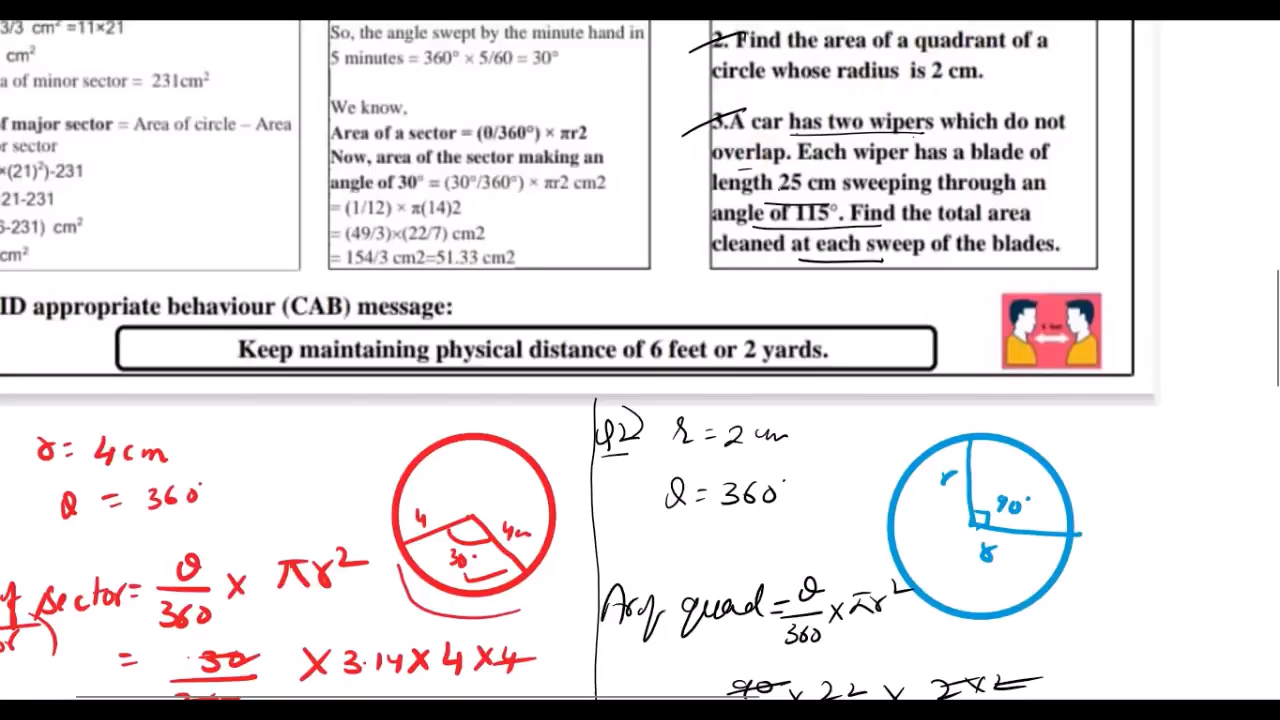 3/3 cm² =11×21
cm²
a of minor sector = 231cm²
f major sector = Area of circle – Area
r sector
×(21)²)-231
21-231
6-231) cm²
cm²
So, the angle swept by the minute hand in
5 minutes = 360° × 5/60 = 30°
We know,
Area of a sector = (θ/360°) × πr2
Now, area of the sector making an
angle of 30° = (30°/360°) × πr2 cm2
= (1/12) × π(14)2
= (49/3)×(22/7) cm2
= 154/3 cm2=51.33 cm2
2. Find the area of a quadrant of a
circle whose radius is 2 cm.
3.A car has two wipers which do not
overlap. Each wiper has a blade of
length 25 cm sweeping through an
angle of 115°. Find the total area
cleaned at each sweep of the blades.
ID appropriate behaviour (CAB) message:
Keep maintaining physical distance of 6 feet or 2 yards.
r = 4 cm
θ = 360°
of sector = θ/360 × πr²
= 30 × 3.14 × 4 × 4
4
4cm
30°
Q2) r = 2 cm
θ = 360°
Ar of quad = θ/360 × πr²
90 × 22 × 2×2
r
90°
r